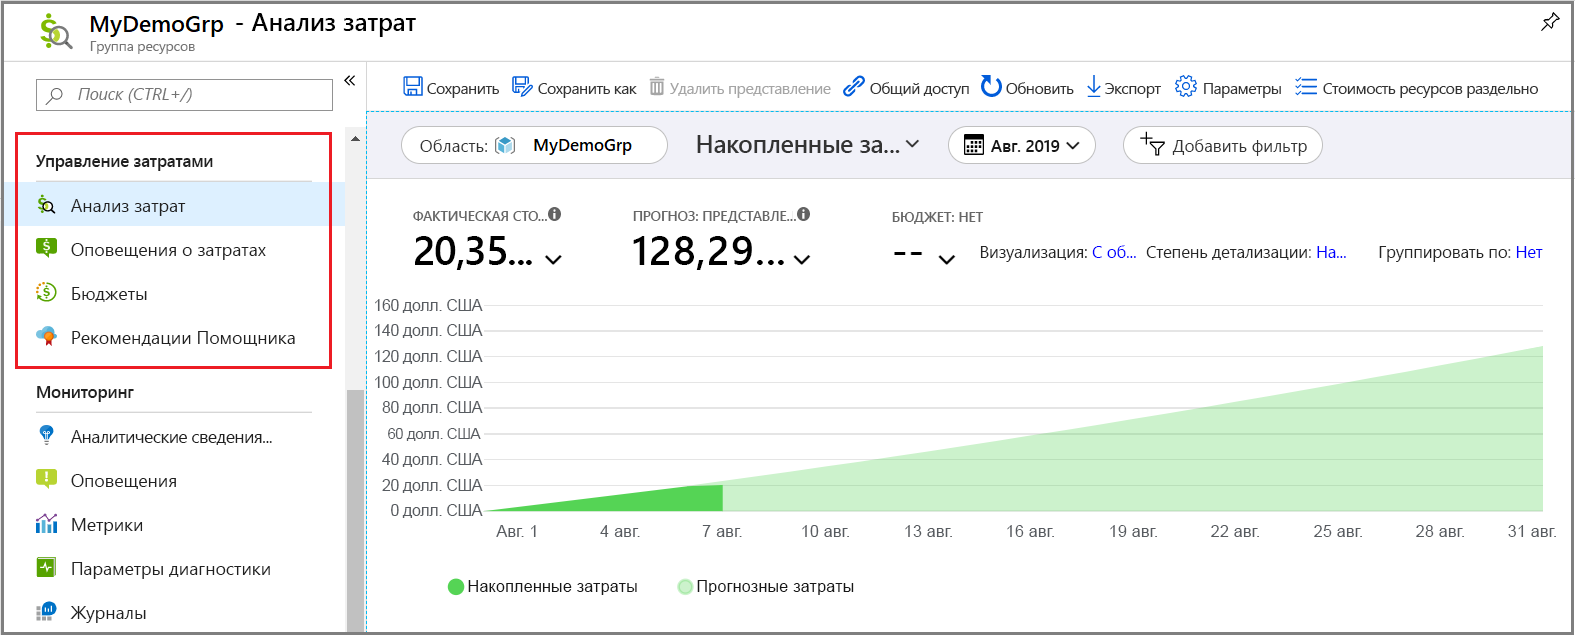 MyDemoGrp - Анализ затрат
Группа ресурсов
Поиск (CTRL+/)
«
Управление затратами
Анализ затрат
Оповещения о затратах
Бюджеты
Рекомендации Помощника
Мониторинг
Аналитические сведения...
Оповещения
Метрики
Параметры диагностики
Журналы
Сохранить Сохранить как Удалить представление Общий доступ Обновить Экспорт Параметры Стоимость ресурсов раздельно
Область: MyDemoGrp Накопленные за... Авг. 2019 Добавить фильтр
ФАКТИЧЕСКАЯ СТО... ПРОГНОЗ: ПРЕДСТАВЛЕ... БЮДЖЕТ: НЕТ
20,35... 128,29... --
Визуализация: С об... Степень детализации: На... Группировать по: Нет
160 долл. США
140 долл. США
120 долл. США
100 долл. США
80 долл. США
60 долл. США
40 долл. США
20 долл. США
0 долл. США
Авг. 1 4 авг. 7 авг. 10 авг. 13 авг. 16 авг. 19 авг. 22 авг. 25 авг. 28 авг. 31 авг.
Накопленные затраты Прогнозные затраты